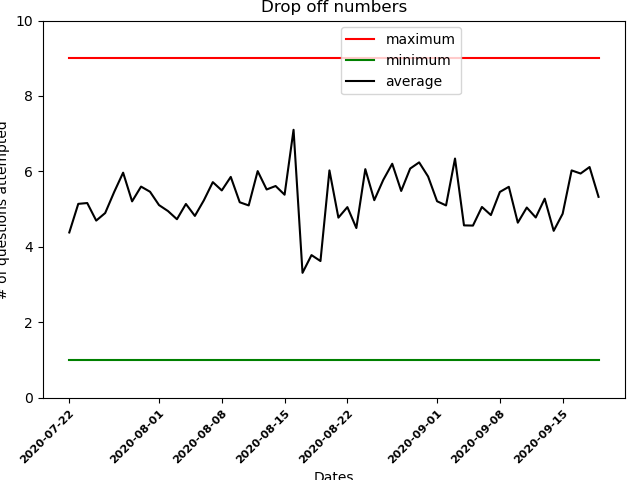 Drop off numbers
10
8
6
4
2
0
# of questions attempted
maximum
minimum
average
2020-07-22
2020-08-01
2020-08-08
2020-08-15
2020-08-22
2020-09-01
2020-09-08
2020-09-15
Dates